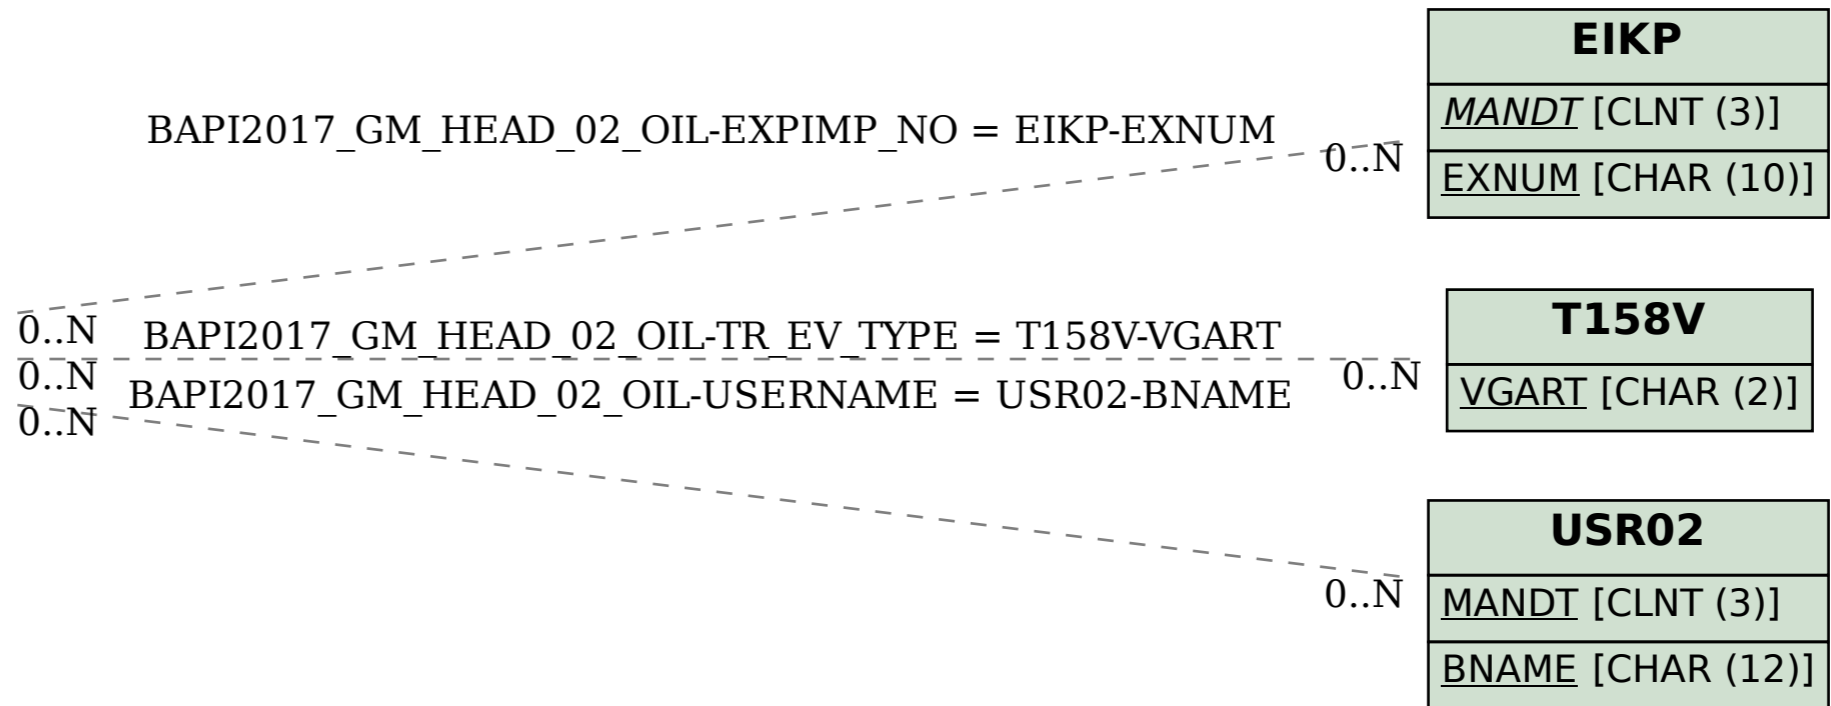 EIKP
MANDT [CLNT (3)]
BAPI2017_GM_HEAD_02_OIL-EXPIMP_NO = EIKP-EXNUM
0..N
EXNUM [CHAR (10)]
T158V
0..N
BAPI2017_GM_HEAD_02_OIL-TR_EV_TYPE = T158V-VGART
0..N
0..N
VGART [CHAR (2)]
BAPI2017_GM_HEAD_02_OIL-USERNAME = USR02-BNAME
0..N
USR02
0..N
MANDT [CLNT (3)]
BNAME [CHAR (12)]